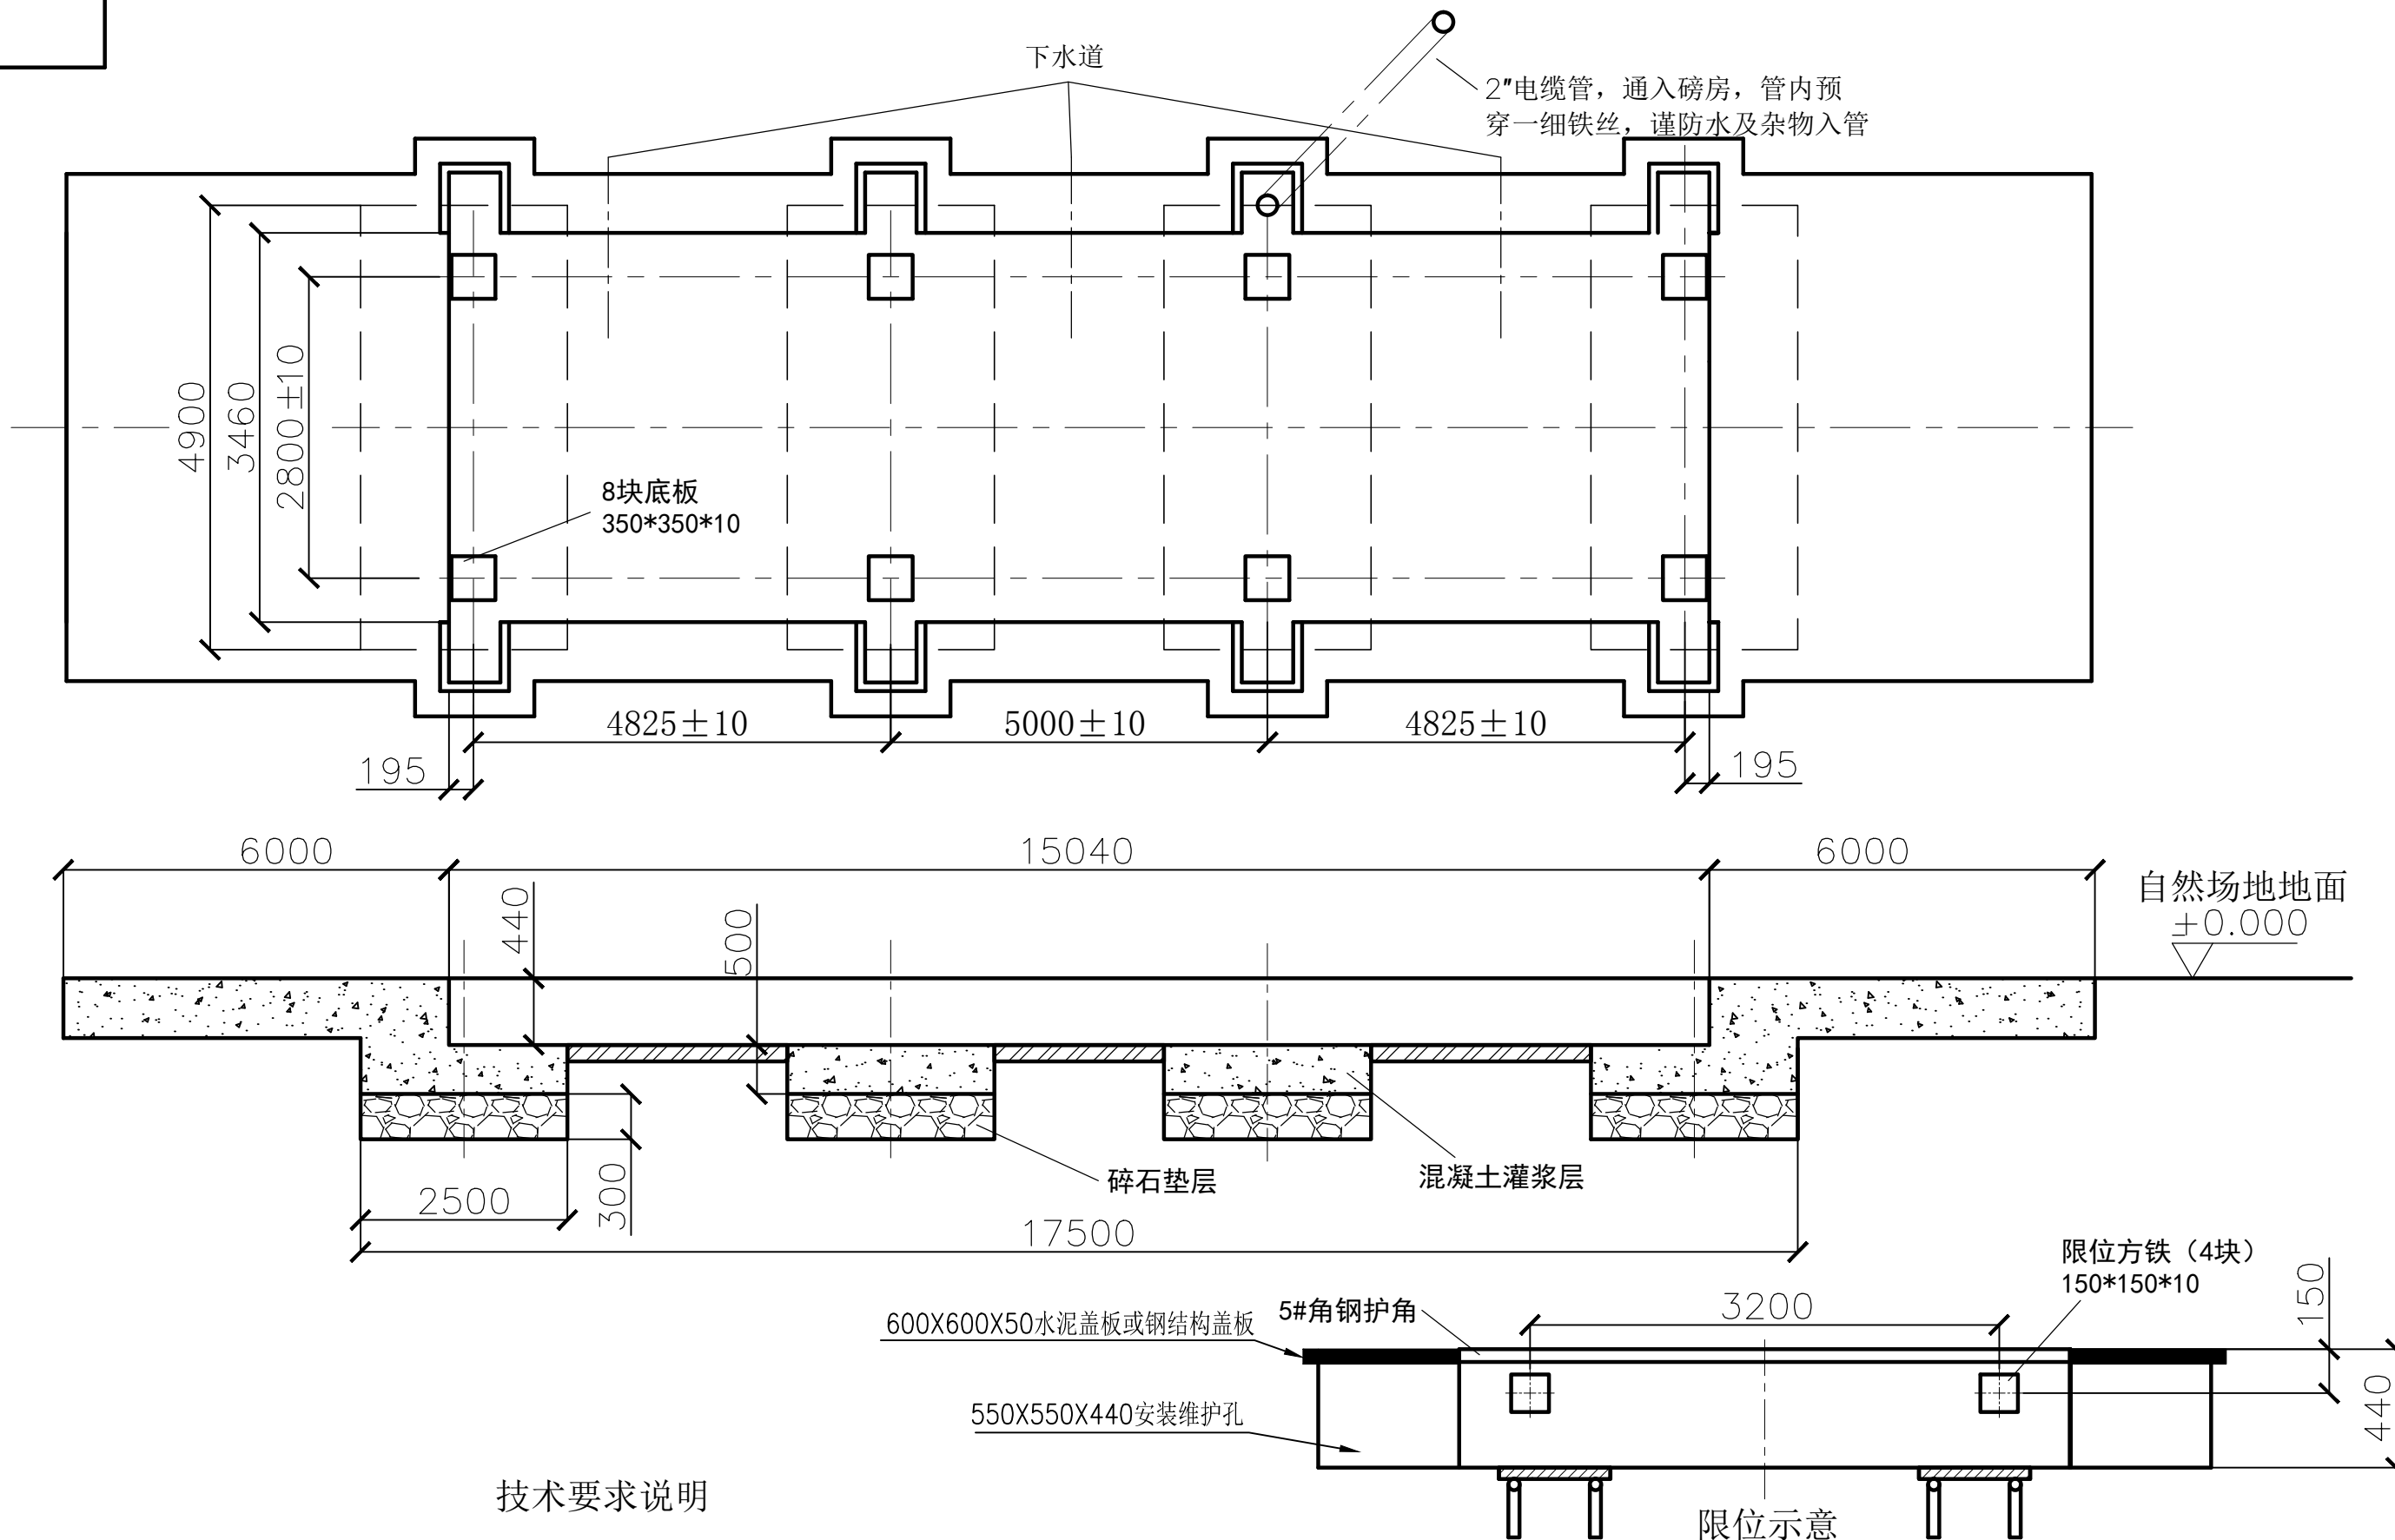 下水道
2"电缆管，通入磅房，管内预
穿一细铁丝，谨防水及杂物入管
4900
3460
2800±10
8块底板
350*350*10
4825±10
5000±10
4825±10
195
195
6000
15040
6000
自然场地地面
±0.000
440
500
碎石垫层
混凝土灌浆层
2500
300
17500
限位方铁（4块）
150*150*10
600X600X50水泥盖板或钢结构盖板
5#角钢护角
3200
150
550X550X440安装维护孔
440
技术要求说明
限位示意